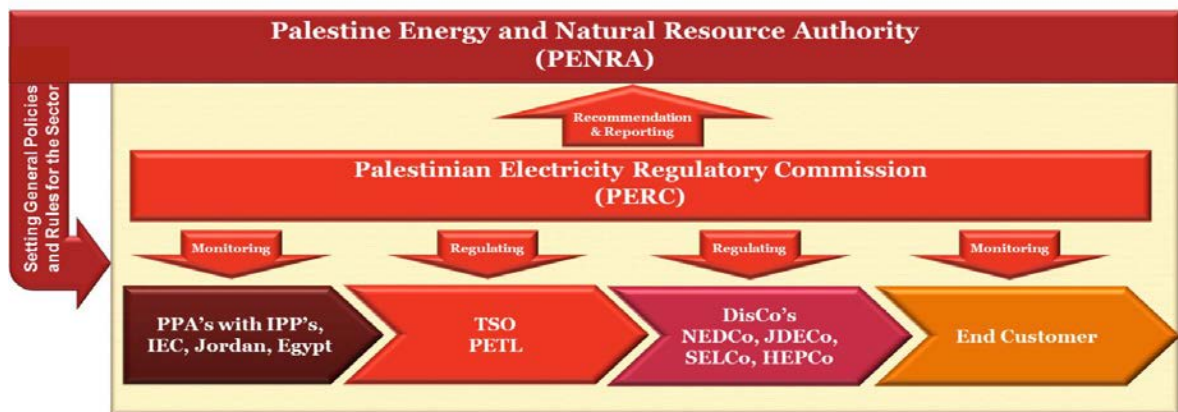 Palestine Energy and Natural Resource Authority
(PENRA)
Setting General Policies
and Rules for the Sector
Recommendation
& Reporting
Palestinian Electricity Regulatory Commission
(PERC)
Monitoring
Regulating
Regulating
Monitoring
PPA's with IPP's,
IEC, Jordan, Egypt
TSO
PETL
DisCo's
NEDCo, JDECo,
SELCo, HEPCo
End Customer